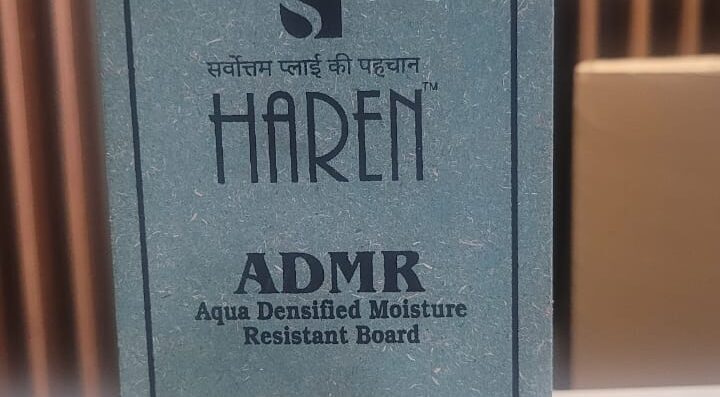 सर्वोत्तम प्लाई की पहचान
HAREN™
ADMR
Aqua Densified Moisture
Resistant Board